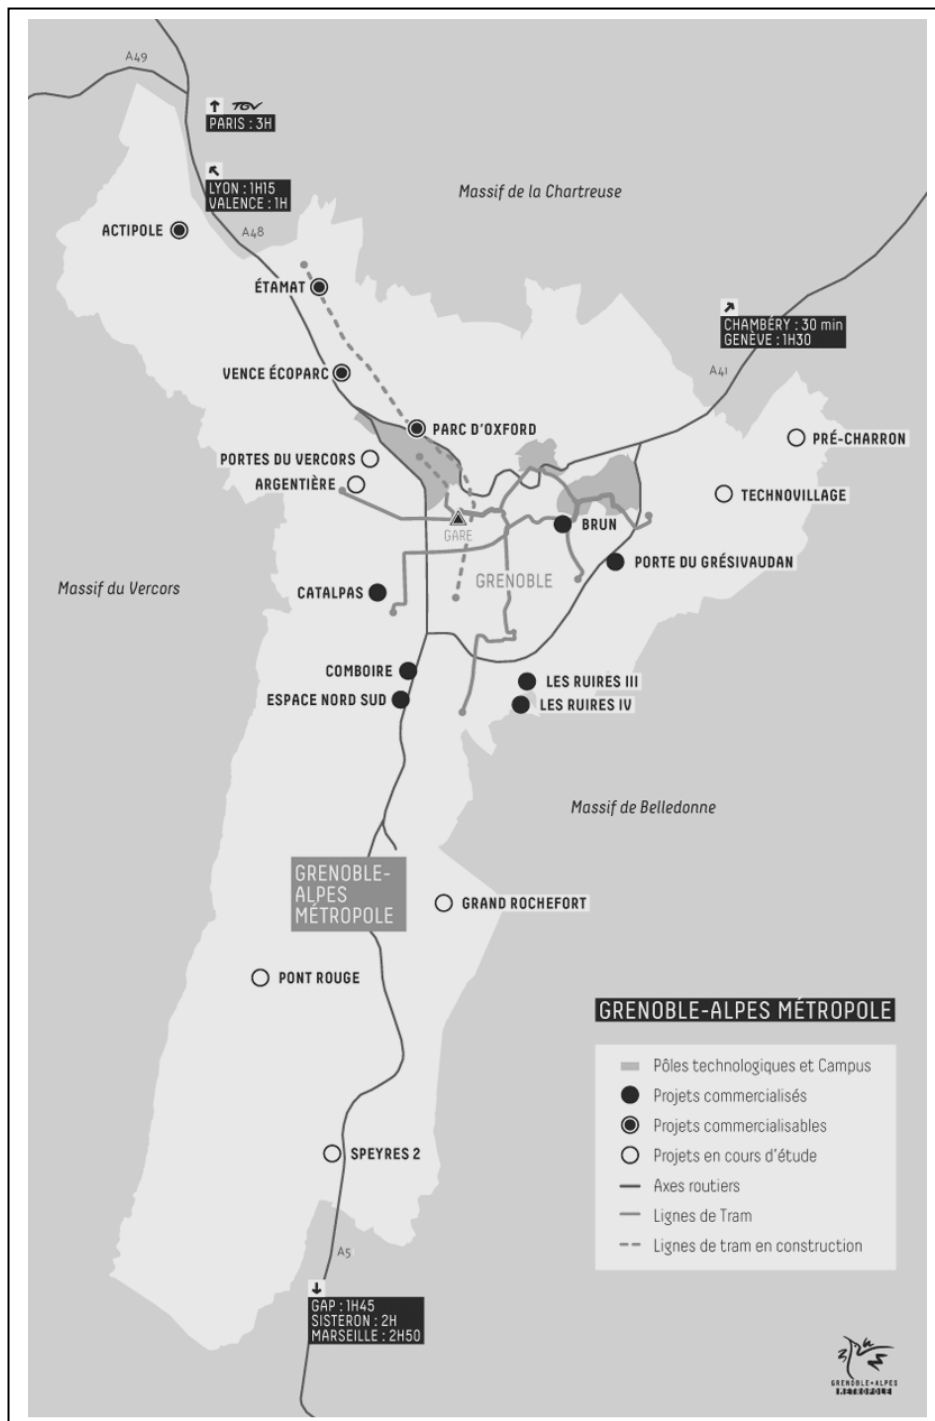 A49
TGV
PARIS : 3H
LYON : 1H15
VALENCE : 1H
Massif de la Chartreuse
ACTIPOLE
A48
ÉTAMAT
CHAMBÉRY : 30 min
GENÈVE : 1H30
VENCE ÉCOPARC
A41
PARC D'OXFORD
PRÉ-CHARRON
PORTES DU VERCORS
ARGENTIÈRE
TECHNOVILLAGE
BRUN
GARE
PORTE DU GRÉSIVAUDAN
GRENOBLE
Massif du Vercors
CATALPAS
COMBOIRE
LES RUIRES III
ESPACE NORD SUD
LES RUIRES IV
Massif de Belledonne
GRENOBLE-
ALPES
MÉTROPOLE
GRAND ROCHEFORT
PONT ROUGE
GRENOBLE-ALPES MÉTROPOLE
Pôles technologiques et Campus
Projets commercialisés
Projets commercialisables
Projets en cours d'étude
Axes routiers
Lignes de Tram
Lignes de tram en construction
SPEYRES 2
A5
GAP : 1H45
SISTERON : 2H
MARSEILLE : 2H50
GRENOBLE-ALPES
MÉTROPOLE